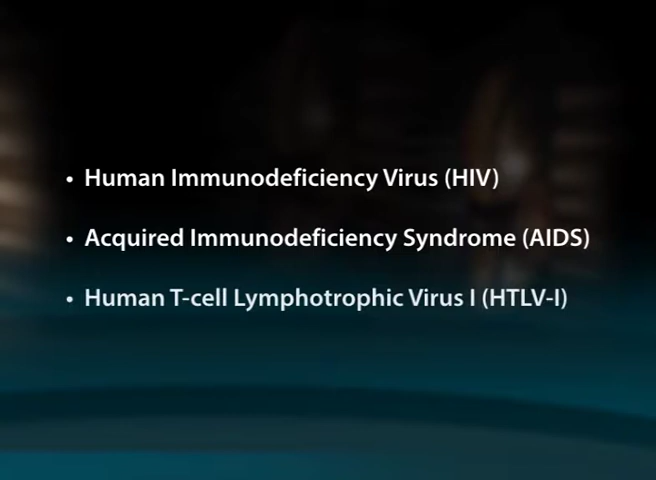 • Human Immunodeficiency Virus (HIV)
• Acquired Immunodeficiency Syndrome (AIDS)
• Human T-cell Lymphotrophic Virus I (HTLV-I)